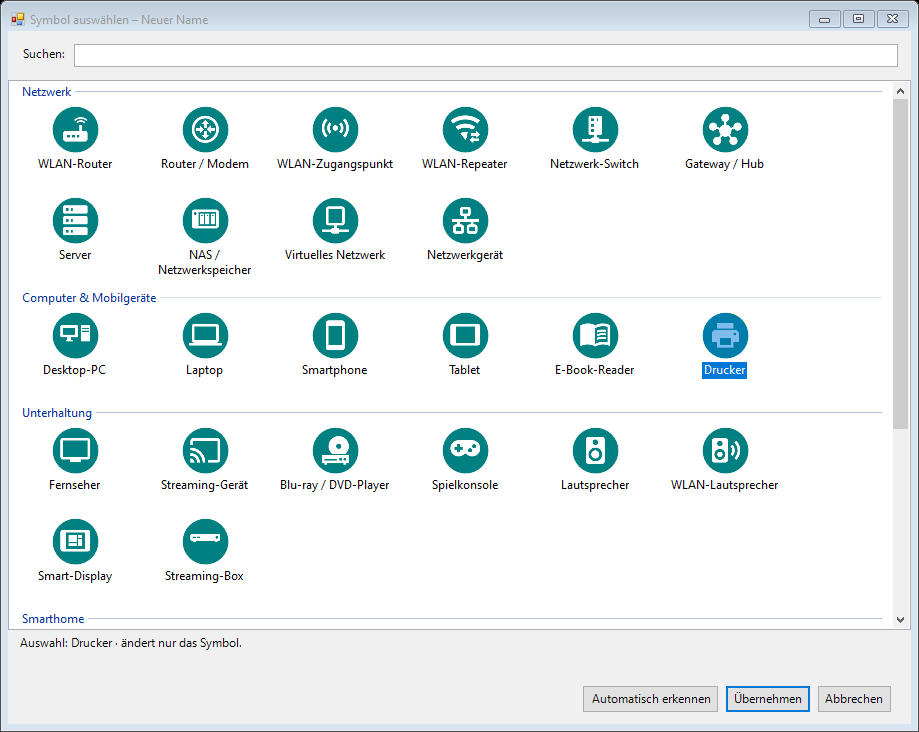 Symbol auswählen – Neuer Name
Suchen:
Netzwerk
WLAN-Router
Router / Modem
WLAN-Zugangspunkt
WLAN-Repeater
Netzwerk-Switch
Gateway / Hub
Server
NAS /
Netzwerkspeicher
Virtuelles Netzwerk
Netzwerkgerät
Computer & Mobilgeräte
Desktop-PC
Laptop
Smartphone
Tablet
E-Book-Reader
Drucker
Unterhaltung
Fernseher
Streaming-Gerät
Blu-ray / DVD-Player
Spielkonsole
Lautsprecher
WLAN-Lautsprecher
Smart-Display
Streaming-Box
Smarthome
Auswahl: Drucker · ändert nur das Symbol.
Automatisch erkennen
Übernehmen
Abbrechen